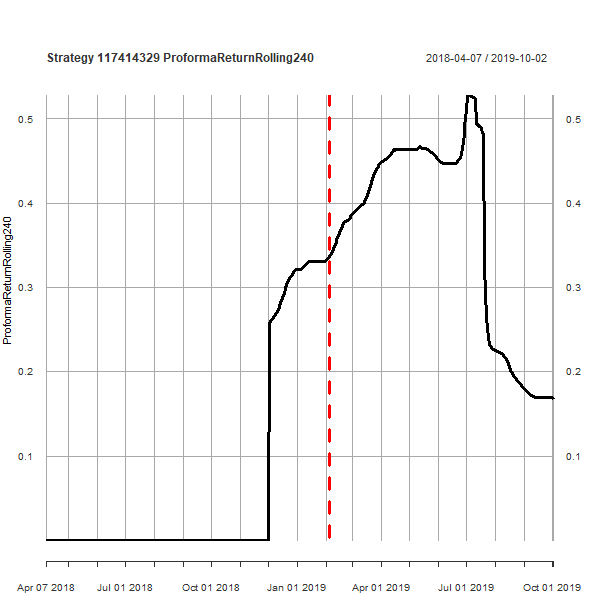 Strategy 117414329 ProformaReturnRolling240
2018-04-07 / 2019-10-02
ProformaReturnRolling240
0.5 0.5
0.4 0.4
0.3 0.3
0.2 0.2
0.1 0.1
Apr 07 2018 Jul 01 2018 Oct 01 2018 Jan 01 2019 Apr 01 2019 Jul 01 2019 Oct 01 2019